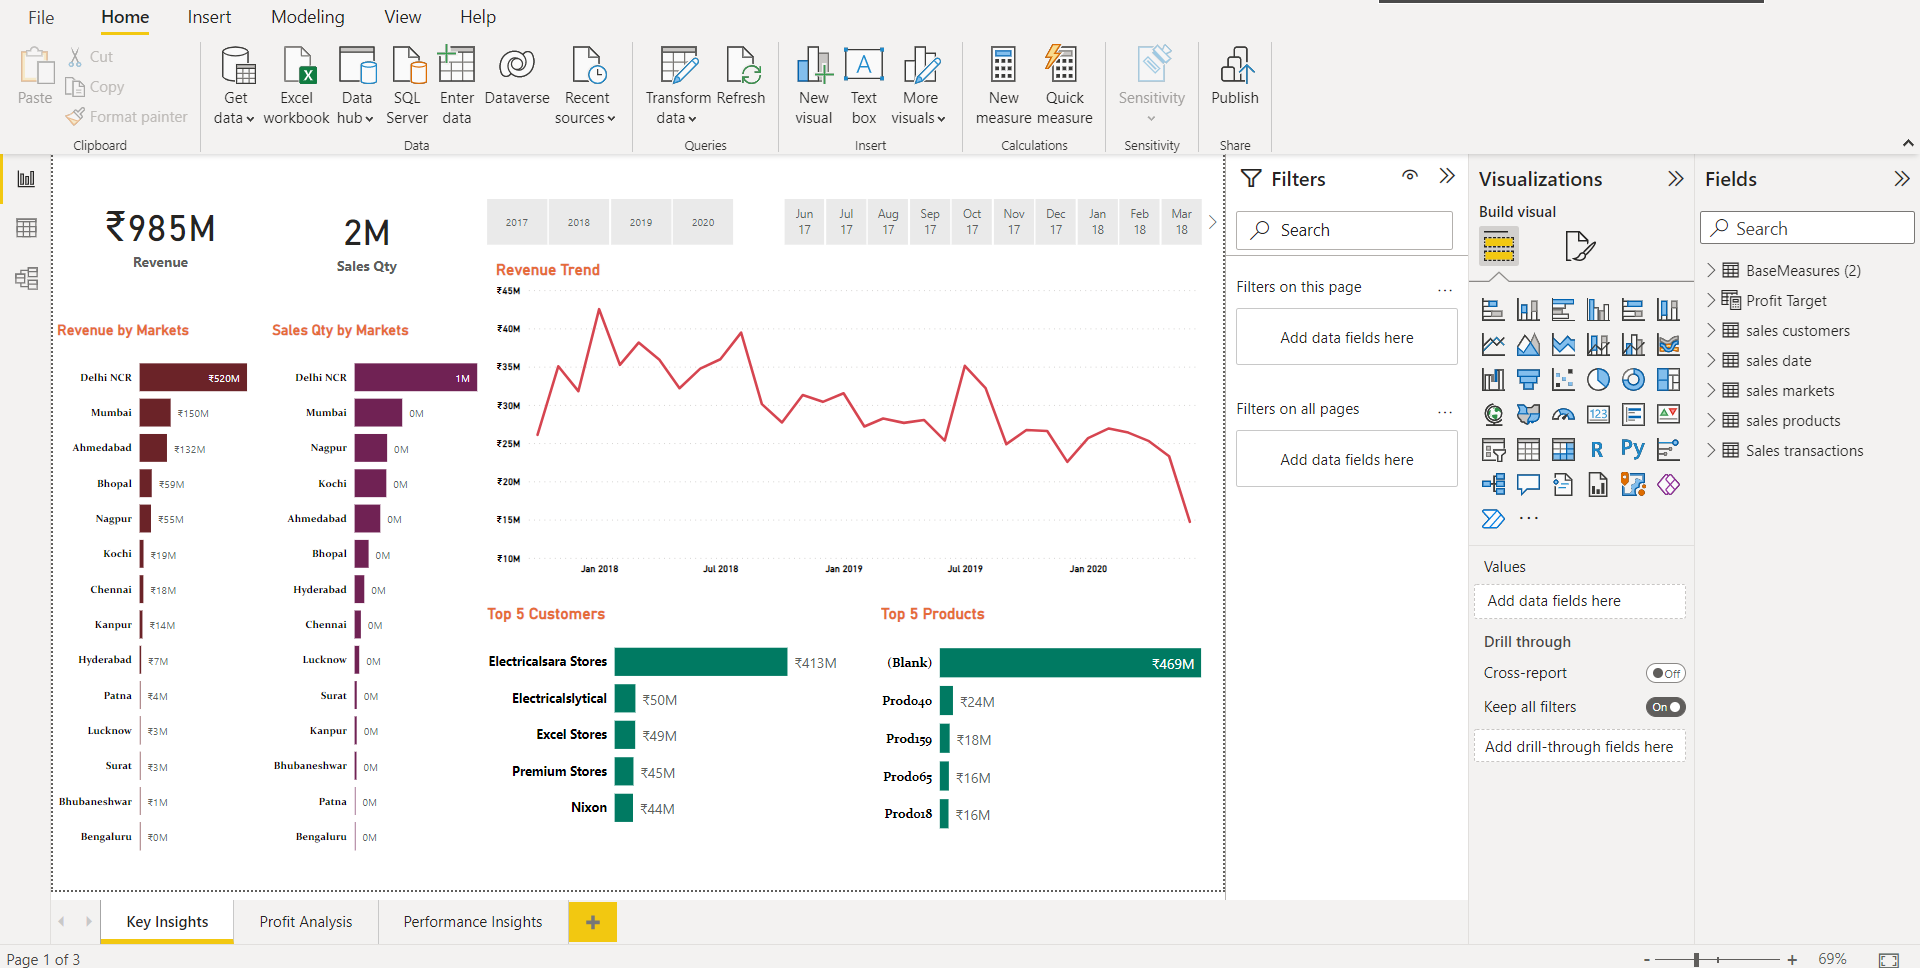 File Home Insert Modeling View Help
Paste
Cut
Copy
Format painter
Clipboard
Get data
Excel workbook
Data hub
SQL Server
Enter data
Dataverse
Recent sources
Data
Transform data
Refresh
Queries
New visual
Text box
More visuals
Insert
New measure
Quick measure
Calculations
Sensitivity
Sensitivity
Publish
Share
₹985M
Revenue
2M
Sales Qty
2017 2018 2019 2020
Jun 17 Jul 17 Aug 17 Sep 17 Oct 17 Nov 17 Dec 17 Jan 18 Feb 18 Mar 18
Revenue by Markets
Delhi NCR ₹520M
Mumbai ₹150M
Ahmedabad ₹132M
Bhopal ₹59M
Nagpur ₹55M
Kochi ₹19M
Chennai ₹18M
Kanpur ₹14M
Hyderabad ₹7M
Patna ₹4M
Lucknow ₹3M
Surat ₹3M
Bhubaneshwar ₹1M
Bengaluru ₹0M
Sales Qty by Markets
Delhi NCR 1M
Mumbai 0M
Nagpur 0M
Kochi 0M
Ahmedabad 0M
Bhopal 0M
Hyderabad 0M
Chennai 0M
Lucknow 0M
Surat 0M
Kanpur 0M
Bhubaneshwar 0M
Patna 0M
Bengaluru 0M
Revenue Trend
₹45M
₹40M
₹35M
₹30M
₹25M
₹20M
₹15M
₹10M
Jan 2018 Jul 2018 Jan 2019 Jul 2019 Jan 2020
Top 5 Customers
Electricalsara Stores ₹413M
Electricalslytical ₹50M
Excel Stores ₹49M
Premium Stores ₹45M
Nixon ₹44M
Top 5 Products
(Blank) ₹469M
Prod040 ₹24M
Prod159 ₹18M
Prod065 ₹16M
Prod018 ₹16M
Filters
Search
Filters on this page ...
Add data fields here
Filters on all pages ...
Add data fields here
Visualizations
Build visual
123
R
Py
...
Values
Add data fields here
Drill through
Cross-report Off
Keep all filters On
Add drill-through fields here
Fields
Search
BaseMeasures (2)
Profit Target
sales customers
sales date
sales markets
sales products
Sales transactions
Key Insights Profit Analysis Performance Insights +
Page 1 of 3
- + 69%